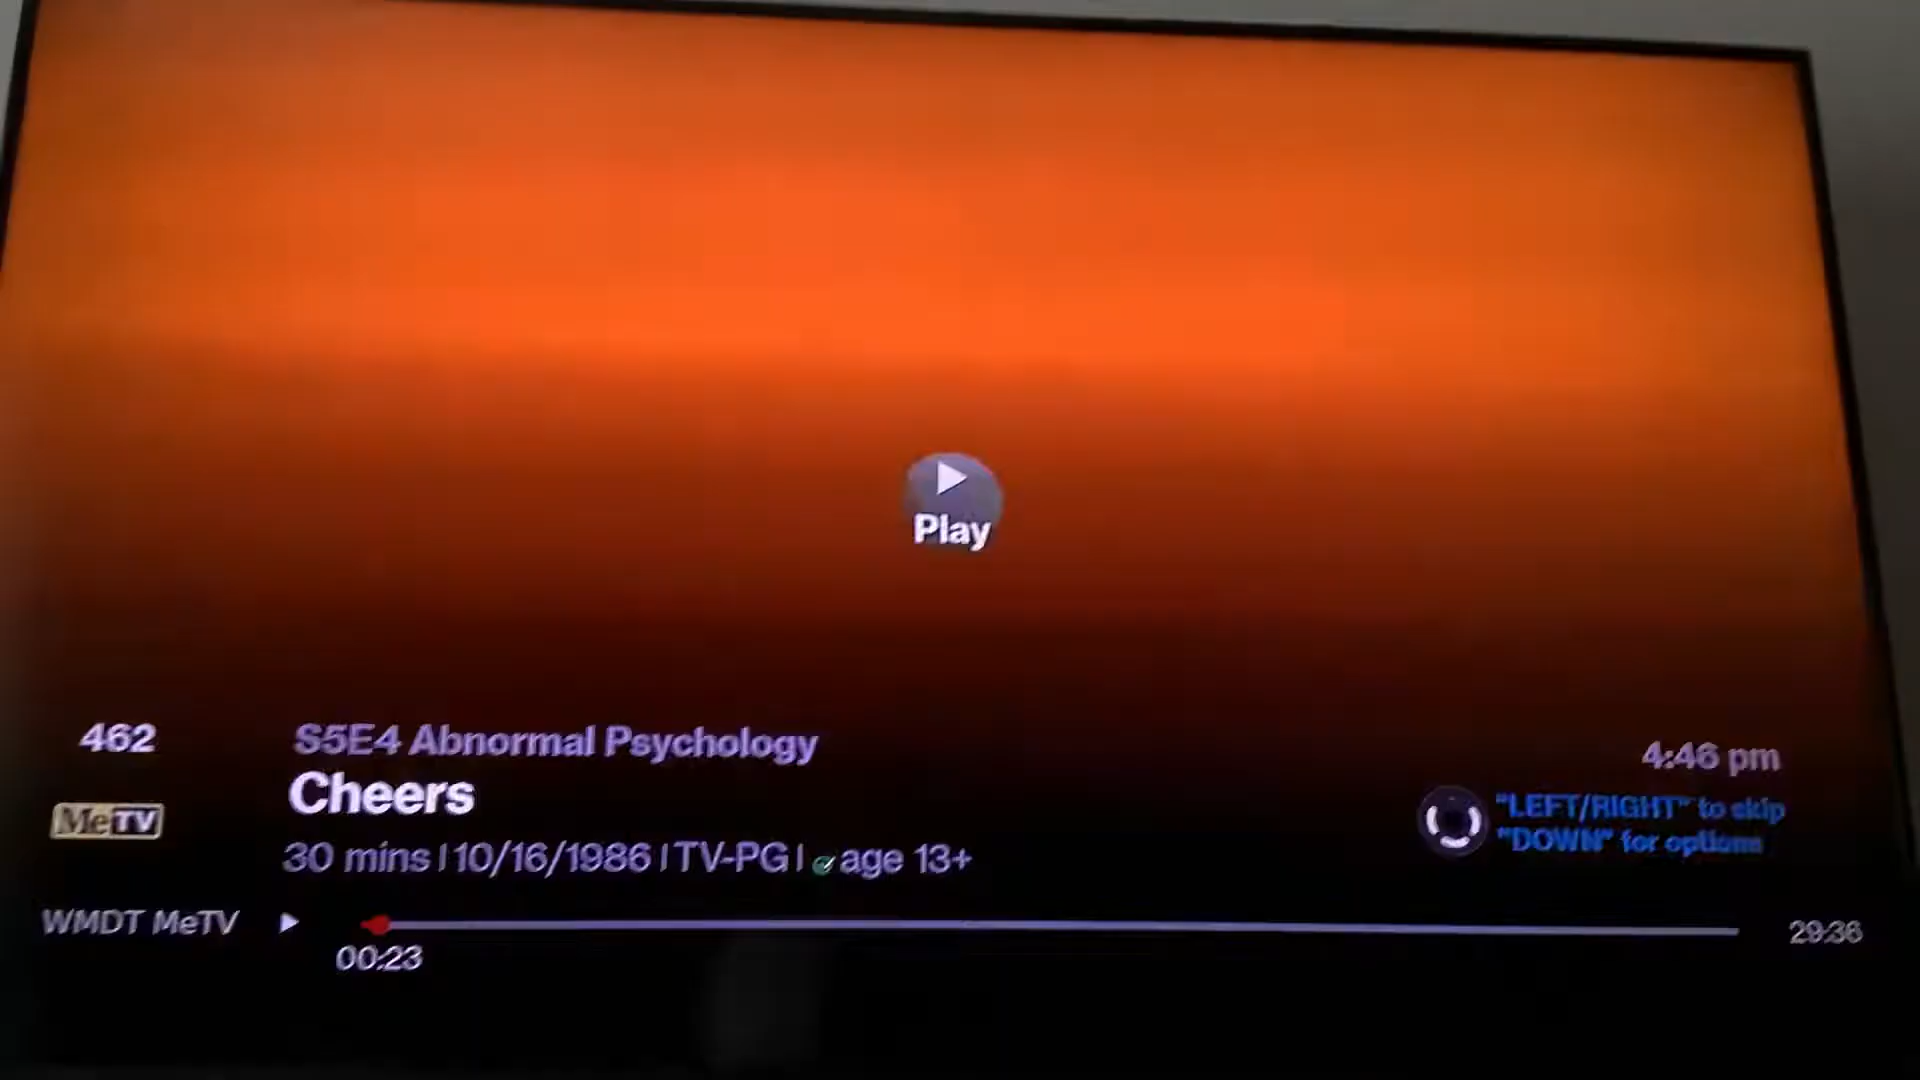 Play
462
S5E4 Abnormal Psychology
4:46 pm
Cheers
MeTV
"LEFT/RIGHT" to skip
"DOWN" for options
30 mins | 10/16/1986 | TV-PG | age 13+
WMDT MeTV
29:36
00:23